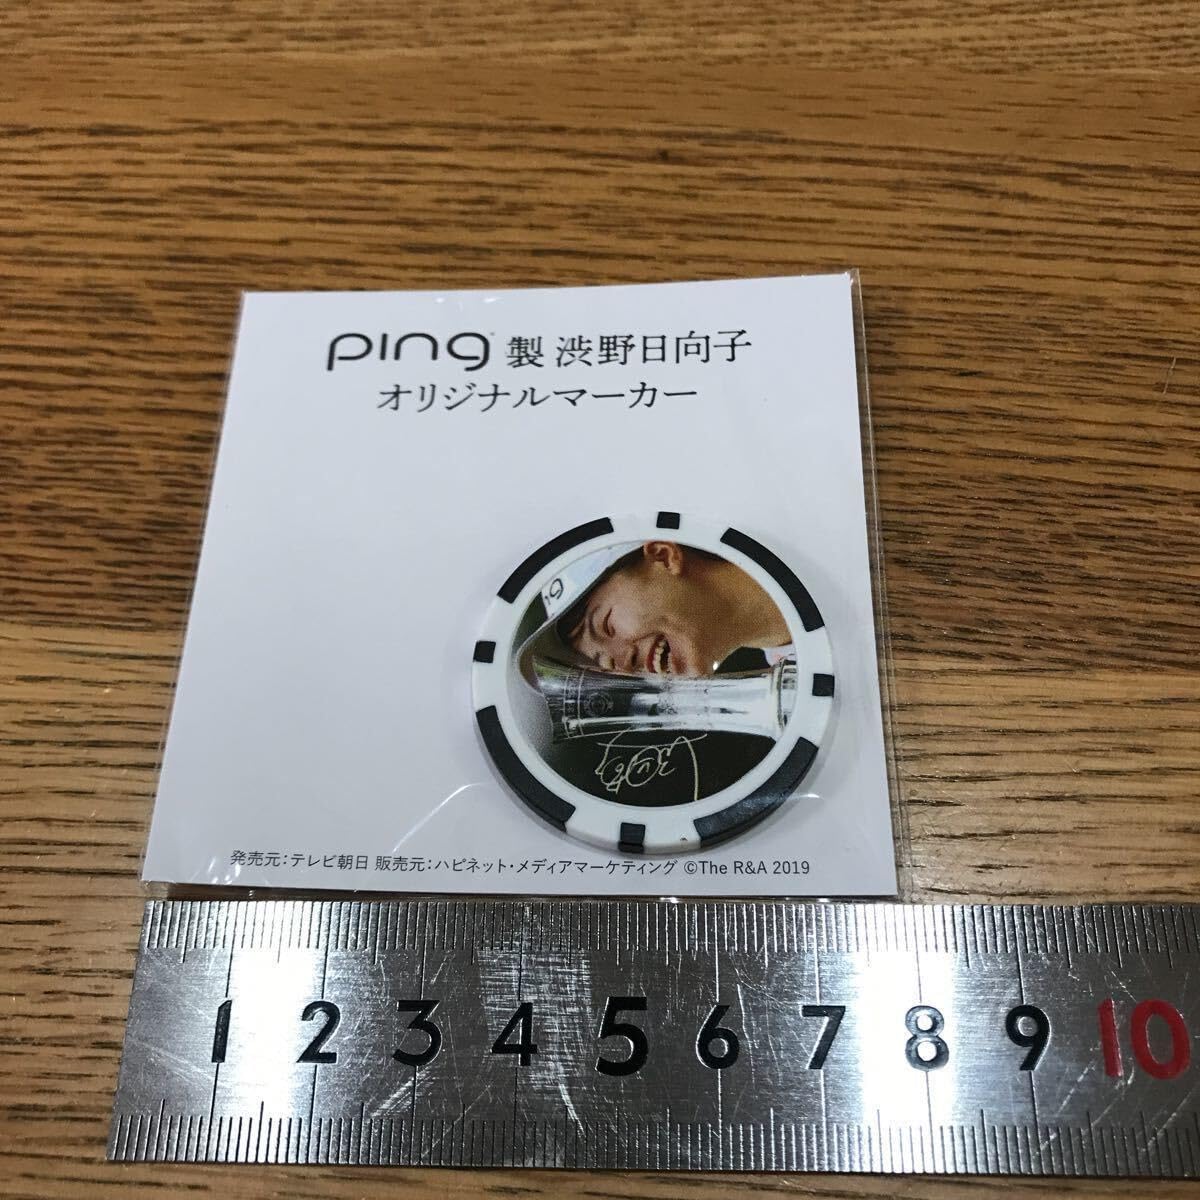 PING 製 渋野日向子
オリジナルマーカー
発売元：テレビ朝日 販売元：ハピネット・メディアマーケティング ©The R&A 2019
1 2 3 4 5 6 7 8 9 10